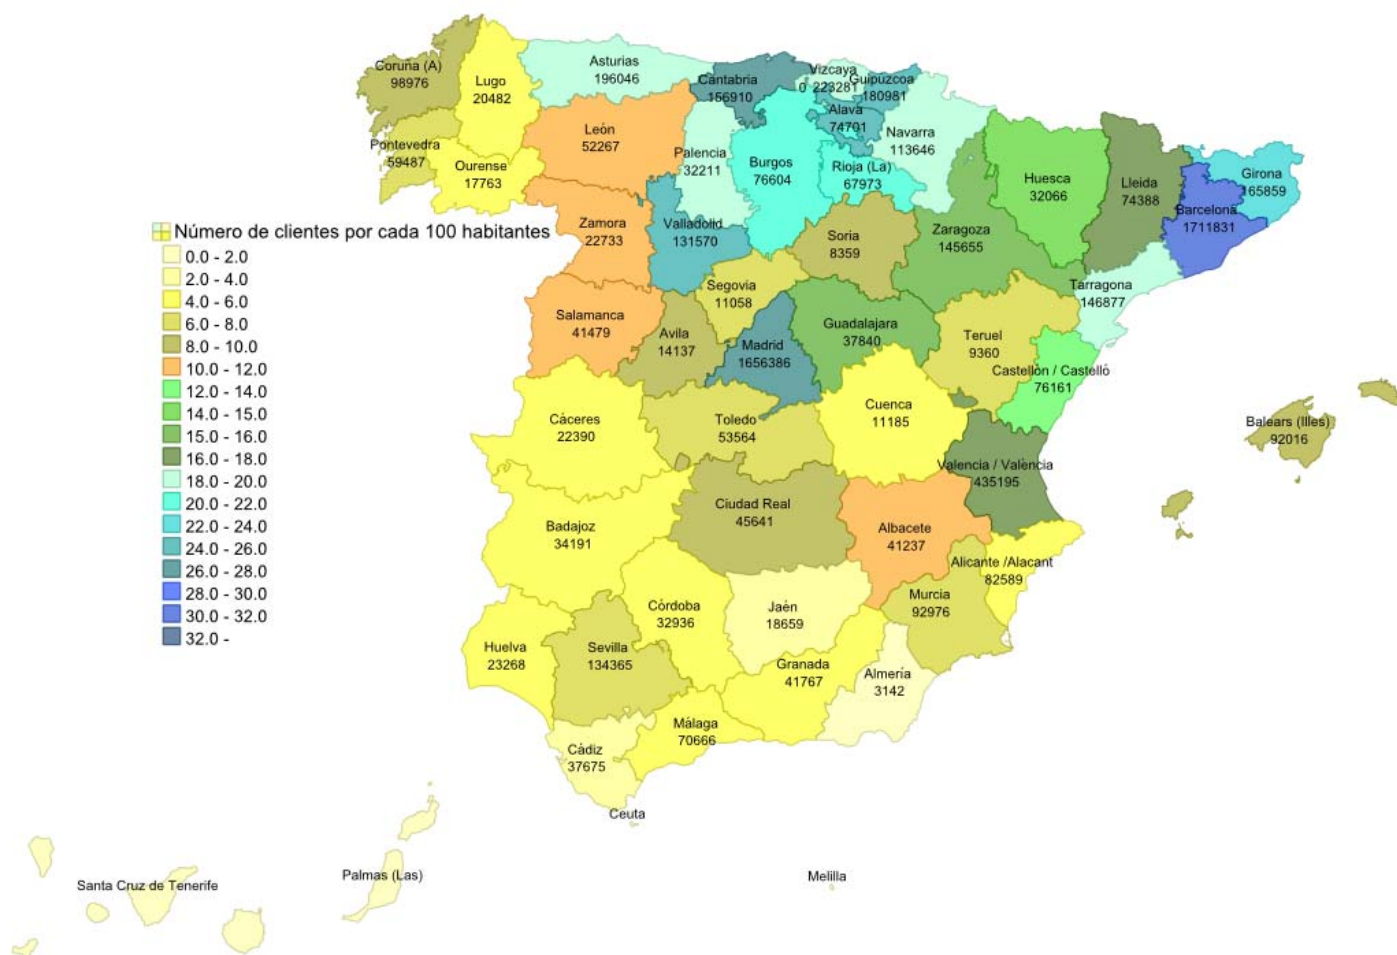 Coruña (A)
98976
Lugo
20482
Asturias
196046
Cantabria
156910
Vizcaya
0 223281
Guipuzcoa
180981
Alava
74701
Navarra
113646
Pontevedra
59487
Ourense
17763
León
52267
Palencia
32211
Burgos
76604
Rioja (La)
67973
Huesca
32066
Lleida
74388
Girona
165859
Barcelona
1711831
Zamora
22733
Valladolid
131570
Soria
8359
Zaragoza
145655
Tarragona
146877
Número de clientes por cada 100 habitantes
0.0 - 2.0
2.0 - 4.0
4.0 - 6.0
6.0 - 8.0
8.0 - 10.0
10.0 - 12.0
12.0 - 14.0
14.0 - 15.0
15.0 - 16.0
16.0 - 18.0
18.0 - 20.0
20.0 - 22.0
22.0 - 24.0
24.0 - 26.0
26.0 - 28.0
28.0 - 30.0
30.0 - 32.0
32.0 -
Segovia
11058
Salamanca
41479
Avila
14137
Madrid
1656386
Guadalajara
37840
Teruel
9360
Castellón / Castelló
76161
Cáceres
22390
Toledo
53564
Cuenca
11185
Balears (Illes)
92016
Valencia / València
435195
Badajoz
34191
Ciudad Real
45641
Albacete
41237
Alicante /Alacant
82589
Murcia
92976
Huelva
23268
Sevilla
134365
Córdoba
32936
Jaén
18659
Granada
41767
Almería
3142
Málaga
70666
Cádiz
37675
Ceuta
Melilla
Santa Cruz de Tenerife
Palmas (Las)